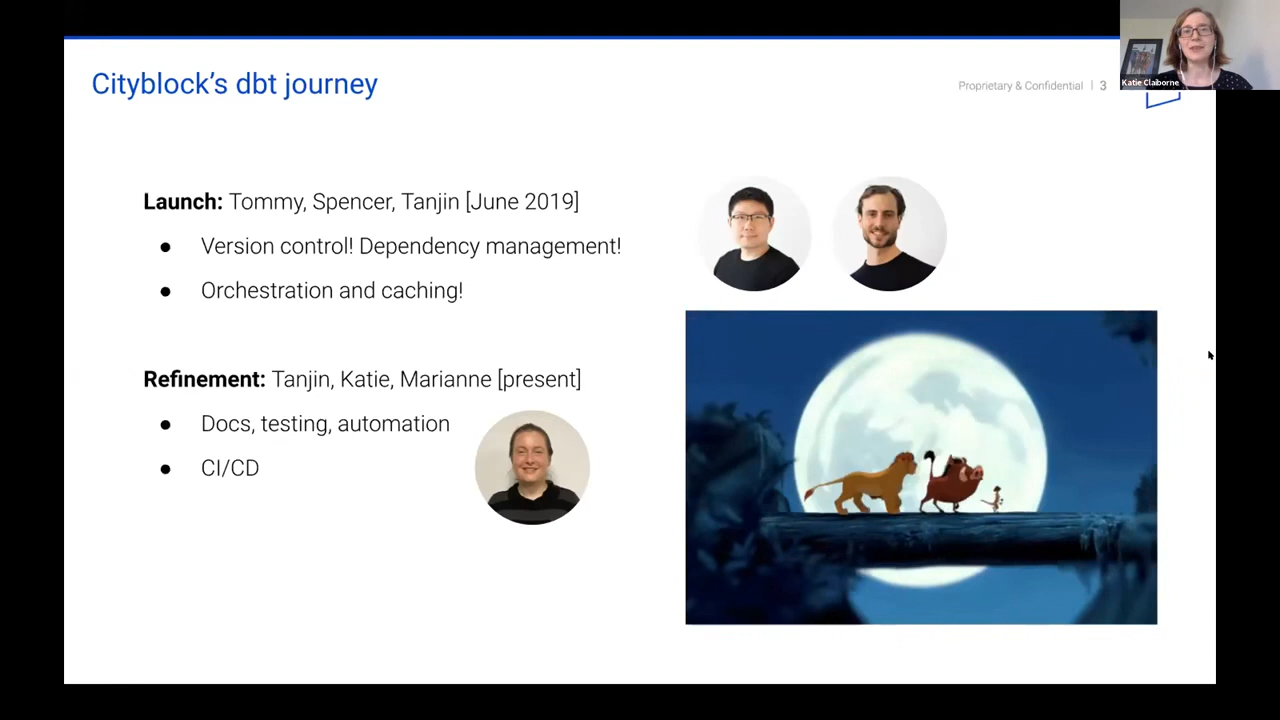 Cityblock's dbt journey
Proprietary & Confidential | 3
Katie Claiborne
Launch: Tommy, Spencer, Tanjin [June 2019]
● Version control! Dependency management!
● Orchestration and caching!
Refinement: Tanjin, Katie, Marianne [present]
● Docs, testing, automation
● CI/CD